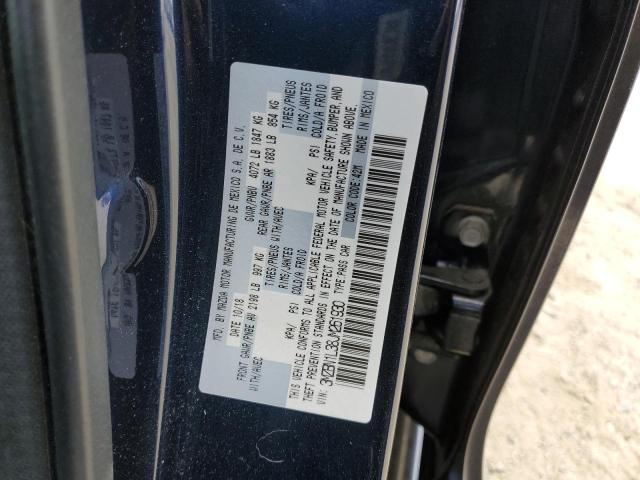 MFD. BY MAZDA MOTOR MANUFACTURING DE MEXICO S.A. DE C.V.
DATE 10/18 GVWR/PNBV 4072 LB 1847 KG
FRONT GAWR/PNBE AV 2198 LB 997 KG REAR GAWR/PNBE AR 1883 LB 854 KG
WITH/AVEC TIRES/PNEUS WITH/AVEC TIRES/PNEUS
RIMS/JANTES RIMS/JANTES
KPA/ PSI COLD/A FROID KPA/ PSI COLD/A FROID
THIS VEHICLE CONFORMS TO ALL APPLICABLE FEDERAL MOTOR VEHICLE SAFETY, BUMPER, AND
THEFT PREVENTION STANDARDS IN EFFECT ON THE DATE OF MANUFACTURE SHOWN ABOVE.
VIN: TYPE:PASS CAR COLOR CODE:42M MADE IN MEXICO